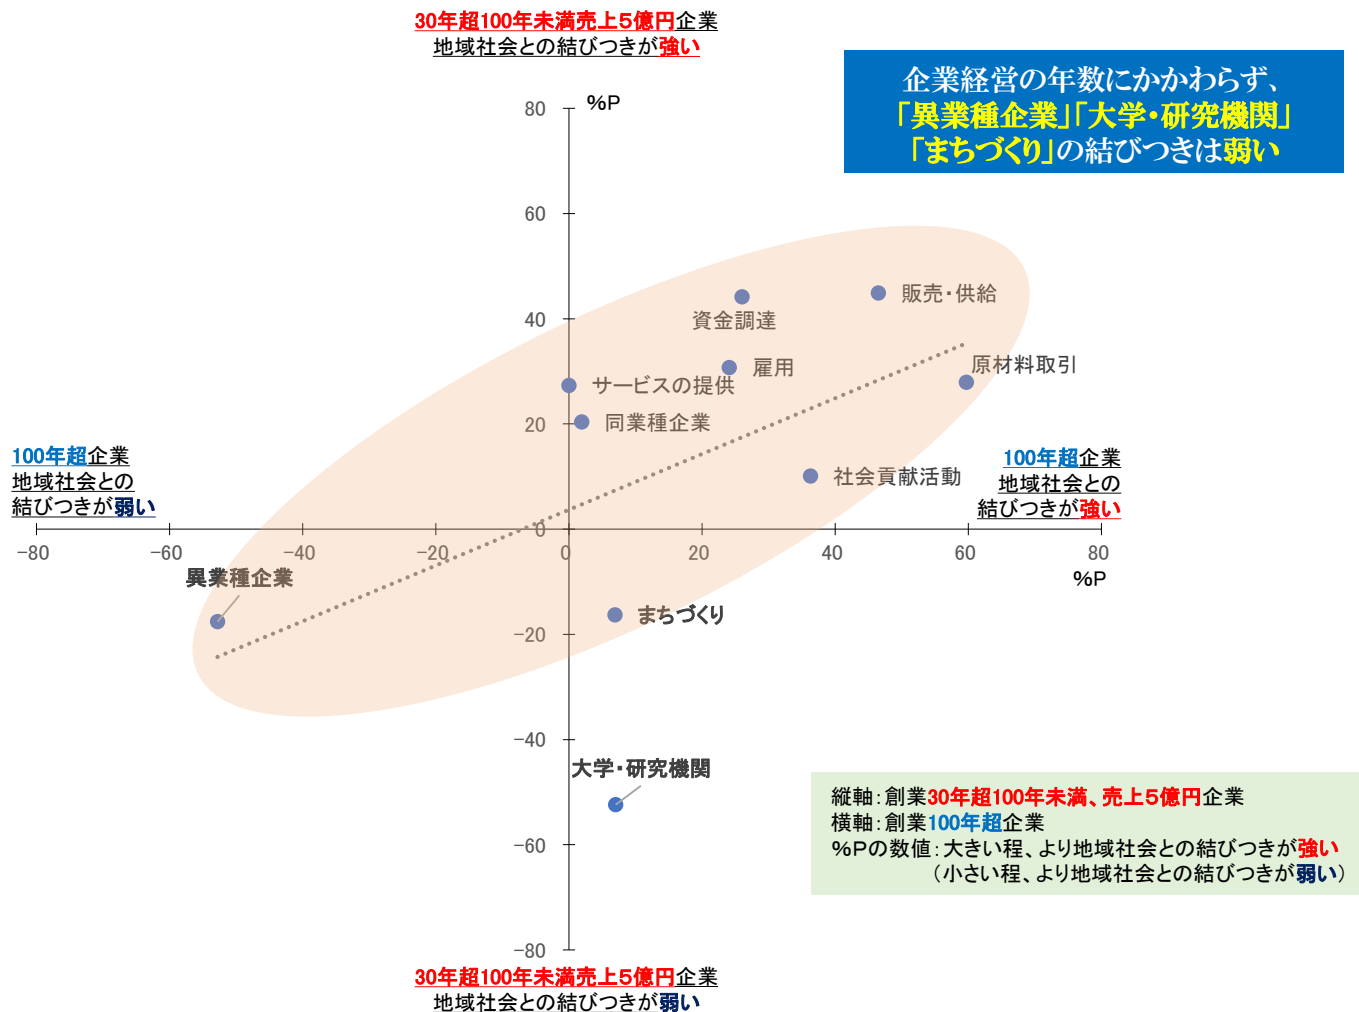 30年超100年未満売上5億円企業
地域社会との結びつきが強い
企業経営の年数にかかわらず、
「異業種企業」「大学・研究機関」
「まちづくり」の結びつきは弱い
%P
80
60
40
20
0
-20
-40
-60
-80
販売・供給
資金調達
原材料取引
雇用
サービスの提供
同業種企業
社会貢献活動
100年超企業
地域社会との
結びつきが弱い
100年超企業
地域社会との
結びつきが強い
-80 -60 -40 -20 0 20 40 60 80
%P
異業種企業
まちづくり
大学・研究機関
縦軸：創業30年超100年未満、売上5億円企業
横軸：創業100年超企業
%Pの数値：大きい程、より地域社会との結びつきが強い
（小さい程、より地域社会との結びつきが弱い）
30年超100年未満売上5億円企業
地域社会との結びつきが弱い